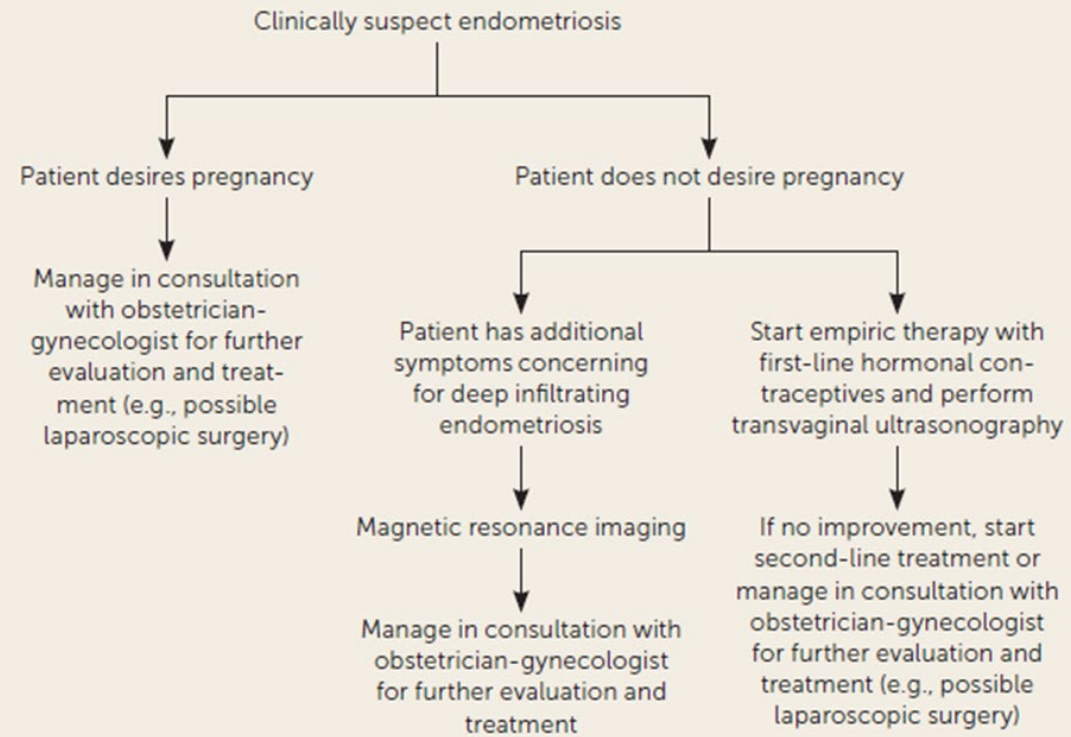 Clinically suspect endometriosis
Patient desires pregnancy
Manage in consultation
with obstetrician-
gynecologist for further
evaluation and treat-
ment (e.g., possible
laparoscopic surgery)
Patient does not desire pregnancy
Patient has additional
symptoms concerning
for deep infiltrating
endometriosis
Magnetic resonance imaging
Manage in consultation with
obstetrician-gynecologist
for further evaluation and
treatment
Start empiric therapy with
first-line hormonal con-
traceptives and perform
transvaginal ultrasonography
If no improvement, start
second-line treatment or
manage in consultation with
obstetrician-gynecologist
for further evaluation and
treatment (e.g., possible
laparoscopic surgery)